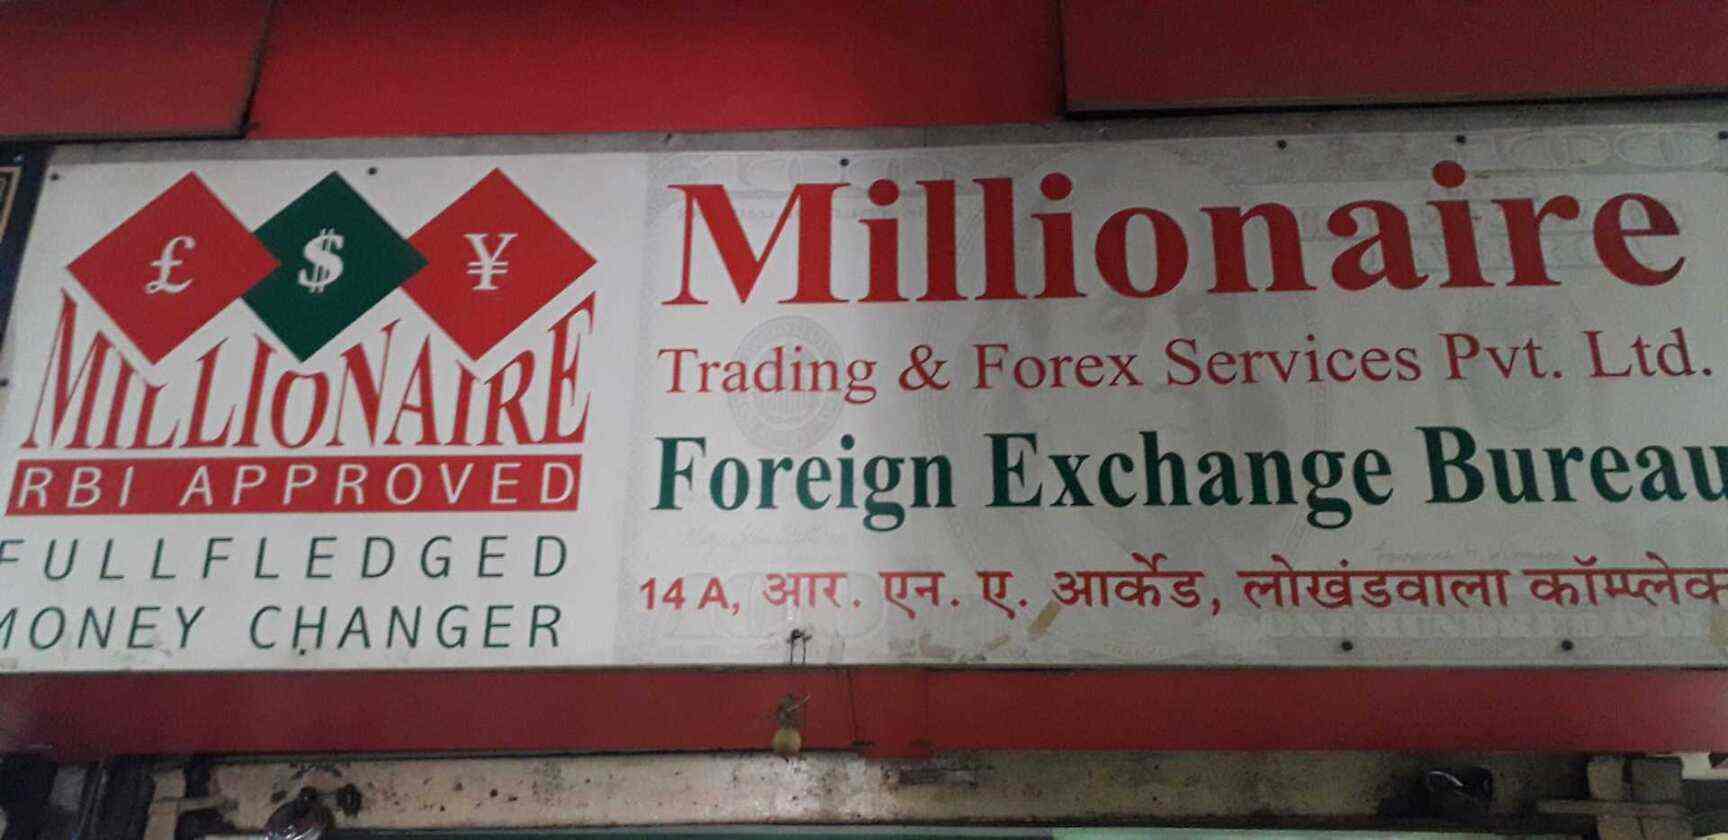 £ $ ¥
MILLIONAIRE
RBI APPROVED
FULLFLEDGED
MONEY CHANGER
Millionaire
Trading & Forex Services Pvt. Ltd.
Foreign Exchange Bureau
14 A, आर. एन. ए. आर्केड, लोखंडवाला कॉम्प्लेक